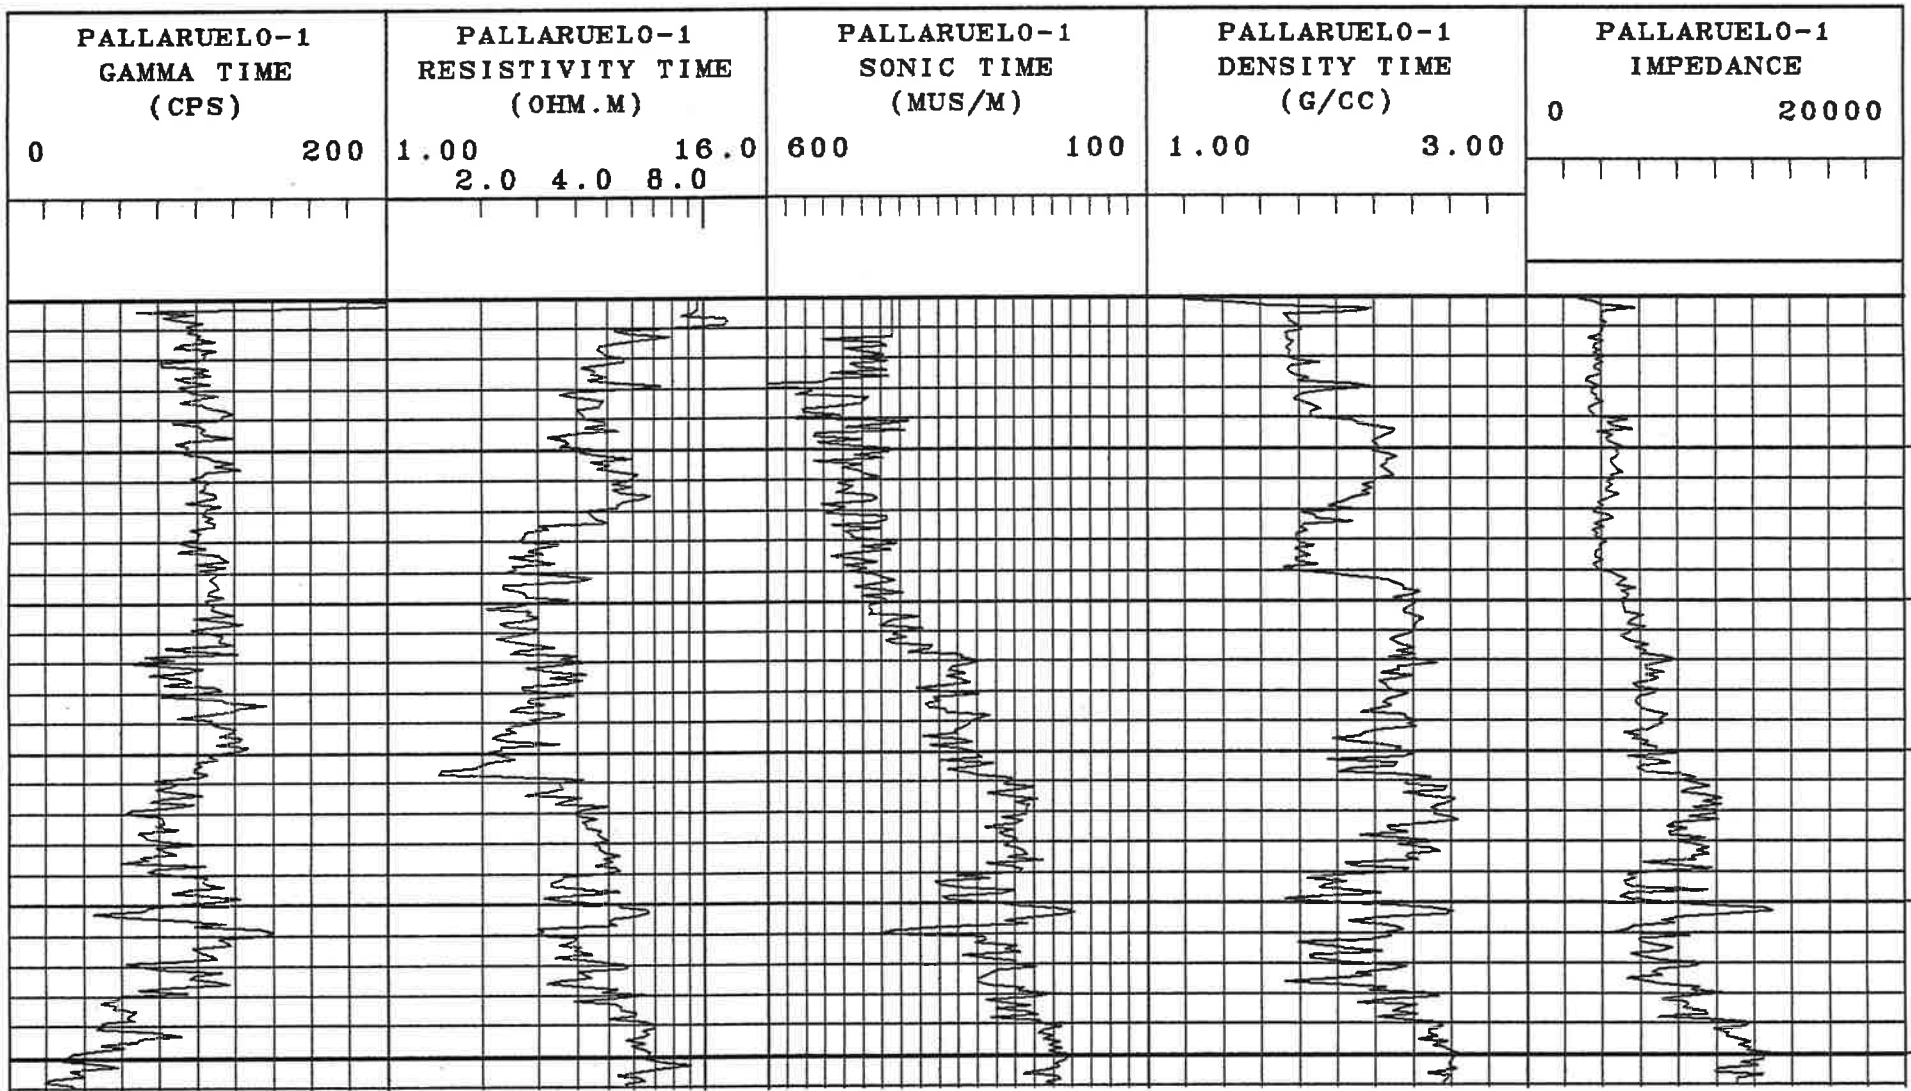 PALLARUELO-1
GAMMA TIME
(CPS)
0 200
PALLARUELO-1
RESISTIVITY TIME
(OHM.M)
1.00 16.0
2.0 4.0 8.0
PALLARUELO-1
SONIC TIME
(MUS/M)
600 100
PALLARUELO-1
DENSITY TIME
(G/CC)
1.00 3.00
PALLARUELO-1
IMPEDANCE
0 20000